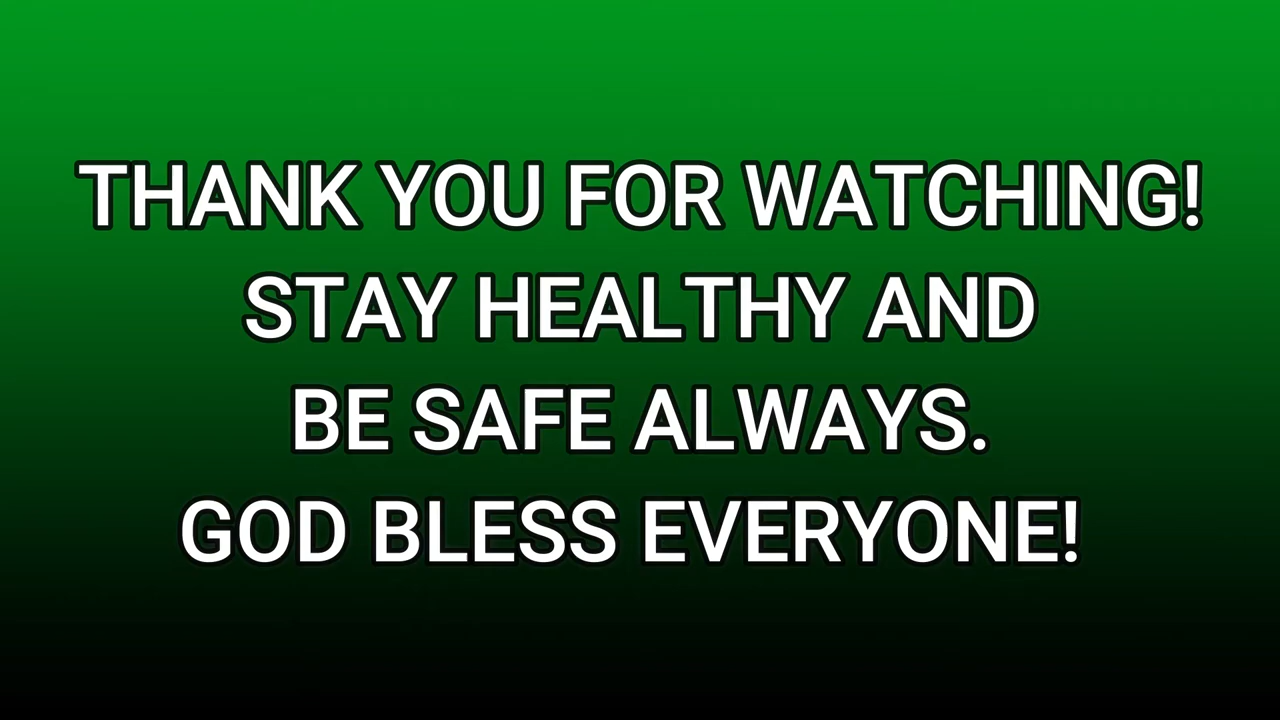 THANK YOU FOR WATCHING!
STAY HEALTHY AND
BE SAFE ALWAYS.
GOD BLESS EVERYONE!